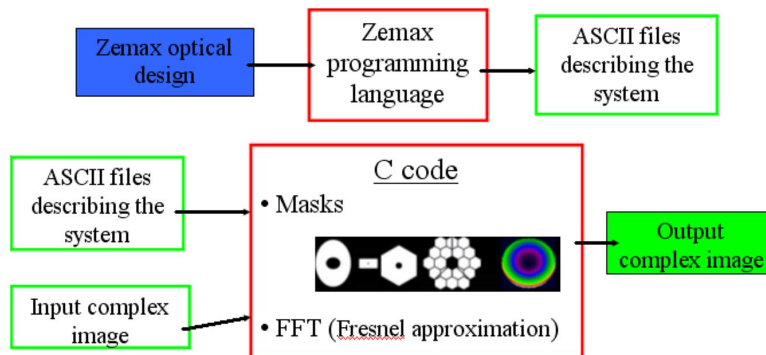 Zemax optical
design
Zemax
programming
language
ASCII files
describing the
system
ASCII files
describing the
system
Input complex
image
C code
• Masks
• FFT (Fresnel approximation)
Output
complex image